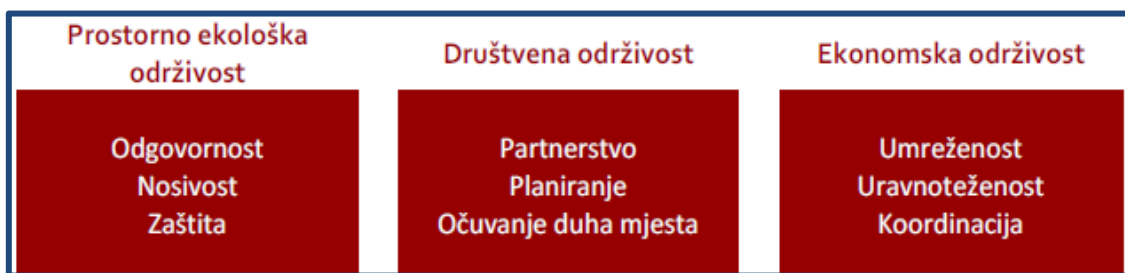 Prostorno ekološka
održivost
Odgovornost
Nosivost
Zaštita
Društvena održivost
Partnerstvo
Planiranje
Očuvanje duha mjesta
Ekonomska održivost
Umreženost
Uravnoteženost
Koordinacija